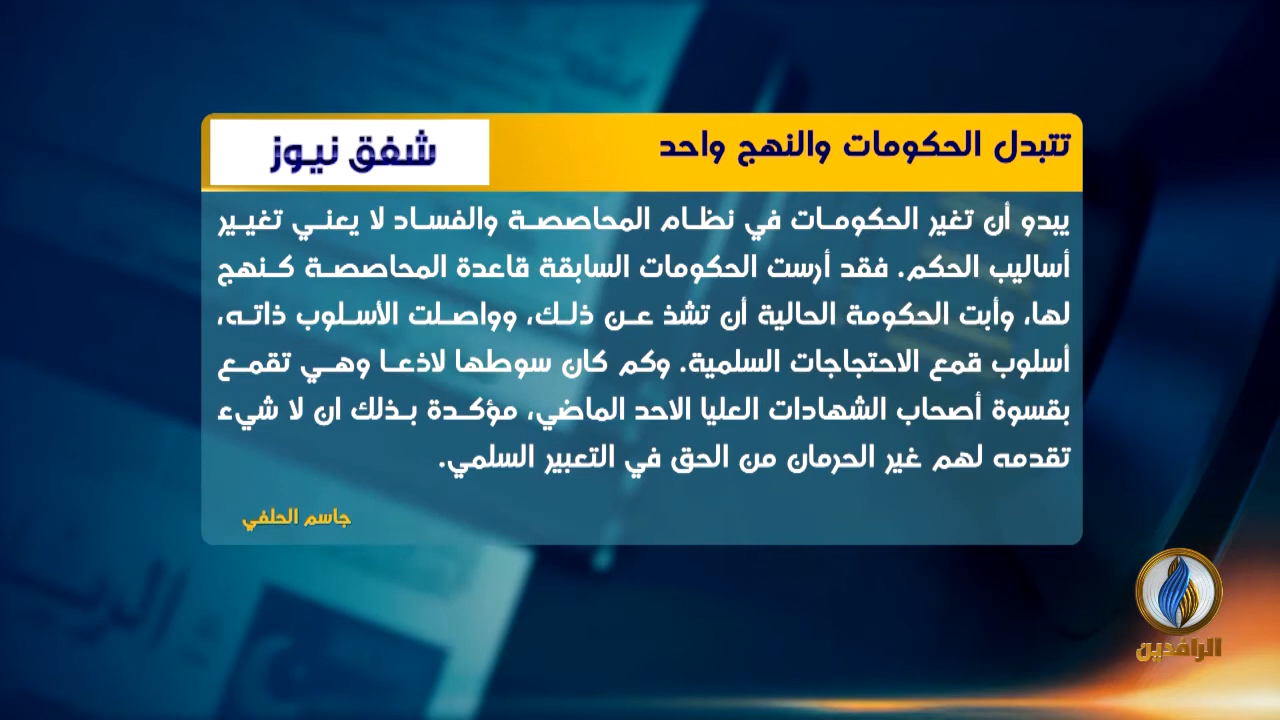 تتبدل الحكومات والنهج واحد
شفق نيوز
يبدو أن تغير الحكومات في نظام المحاصصة والفساد لا يعني تغيير
أساليب الحكم. فقد أرست الحكومات السابقة قاعدة المحاصصة كنهج
لها، وأبت الحكومة الحالية أن تشذ عن ذلك، وواصلت الأسلوب ذاته،
أسلوب قمع الاحتجاجات السلمية. وكم كان سوطها لاذعا وهي تقمع
بقسوة أصحاب الشهادات العليا الاحد الماضي، مؤكدة بذلك ان لا شيء
تقدمه لهم غير الحرمان من الحق في التعبير السلمي.
جاسم الحلفي
الرافدين